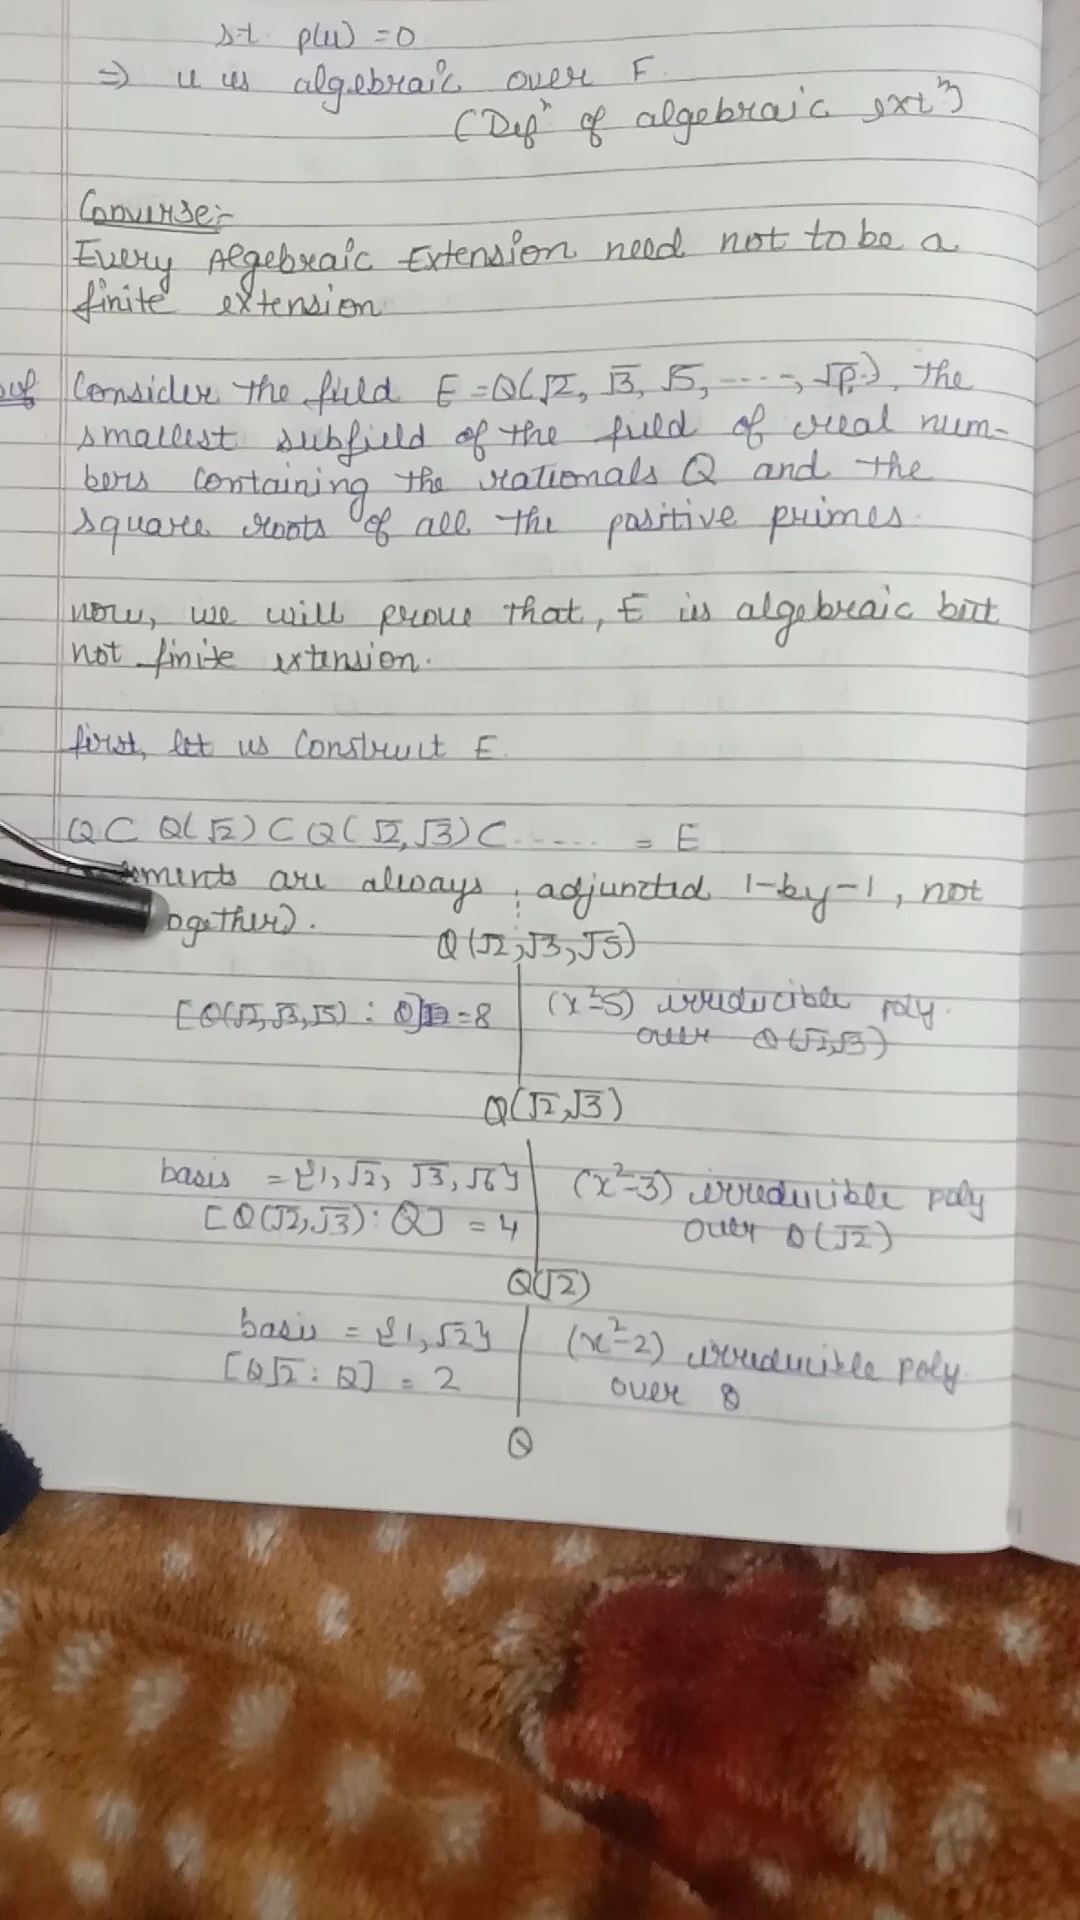 s.t. p(u) = 0
⇒ u is algebraic over F.
(Defⁿ of algebraic extⁿ)
Converse:-
Every Algebraic Extension need not to be a
finite extension.
Consider the field E = Q(√2, √3, √5, ----, √pᵢ..), the
smallest subfield of the field of real num-
bers containing the rationals Q and the
square roots of all the positive primes.
now, we will prove that, E is algebraic but
not finite extension.
first, let us construct E.
Q ⊂ Q(√2) ⊂ Q(√2, √3) ⊂ ...... = E
are always adjuncted 1-by-1, not
Q(√2, √3, √5)
[Q(√2, √3, √5) : Q] = 8 (x²-5) irreducible poly.
over Q(√2, √3)
Q(√2, √3)
basis = {1, √2, √3, √6} (x²-3) irreducible poly
[Q(√2, √3) : Q] = 4 over Q(√2)
Q(√2)
basis = {1, √2} (x²-2) irreducible poly.
[Q√2 : Q] = 2 over Q
Q